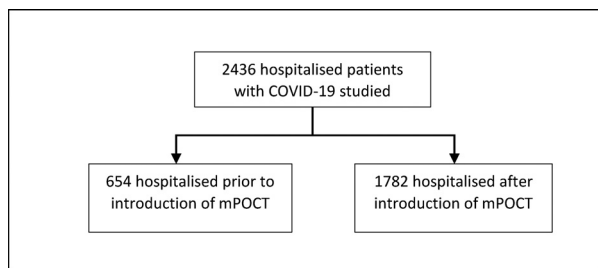 2436 hospitalised patients
with COVID-19 studied
654 hospitalised prior to
introduction of mPOCT
1782 hospitalised after
introduction of mPOCT